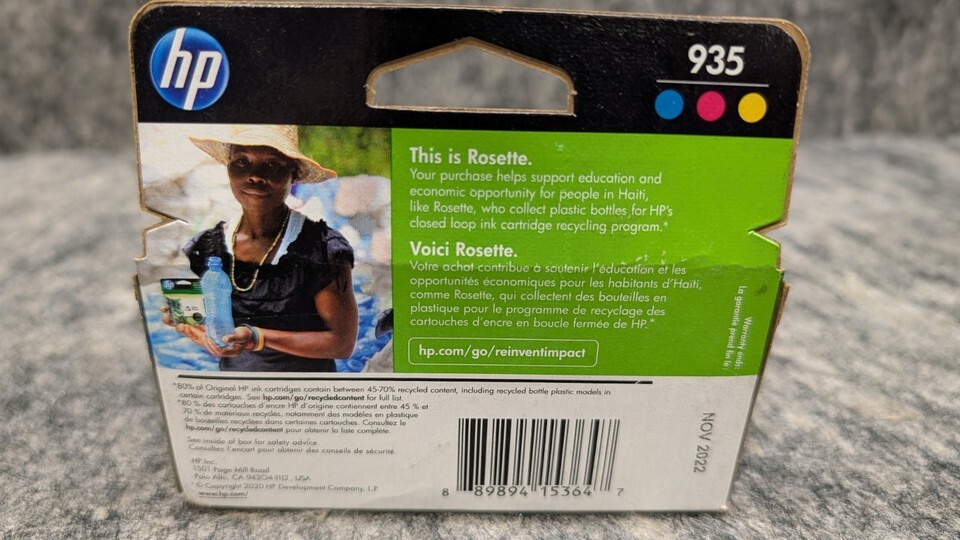 hp
935
This is Rosette.
Your purchase helps support education and
economic opportunity for people in Haiti,
like Rosette, who collect plastic bottles for HP's
closed loop ink cartridge recycling program.*
Voici Rosette.
Votre achat contribue à soutenir l'éducation et les
opportunités économiques pour les habitants d'Haïti,
comme Rosette, qui collectent des bouteilles en
plastique pour le programme de recyclage des
cartouches d'encre en boucle fermée de HP.*
hp.com/go/reinventimpact
Warranty ends:
La garantie prend fin le:
*80% of Original HP ink cartridges contain between 45-70% recycled content, including recycled bottle plastic models in
certain cartridges. See hp.com/go/recycledcontent for full list.
*80 % des cartouches d'encre HP d'origine contiennent entre 45 % et
70 % de matériaux recyclés, notamment des modèles en plastique
de bouteilles recyclées dans certaines cartouches. Consultez le
hp.com/go/recycledcontent pour obtenir la liste complète.
See inside of box for safety advice
Consultez l'encart pour obtenir des conseils de sécurité.
HP Inc.
1501 Page Mill Road
Palo Alto, CA 94304-1112, USA
© Copyright 2020 HP Development Company, L.P.
www.hp.com/
8 89894 15364 7
NOV 2022